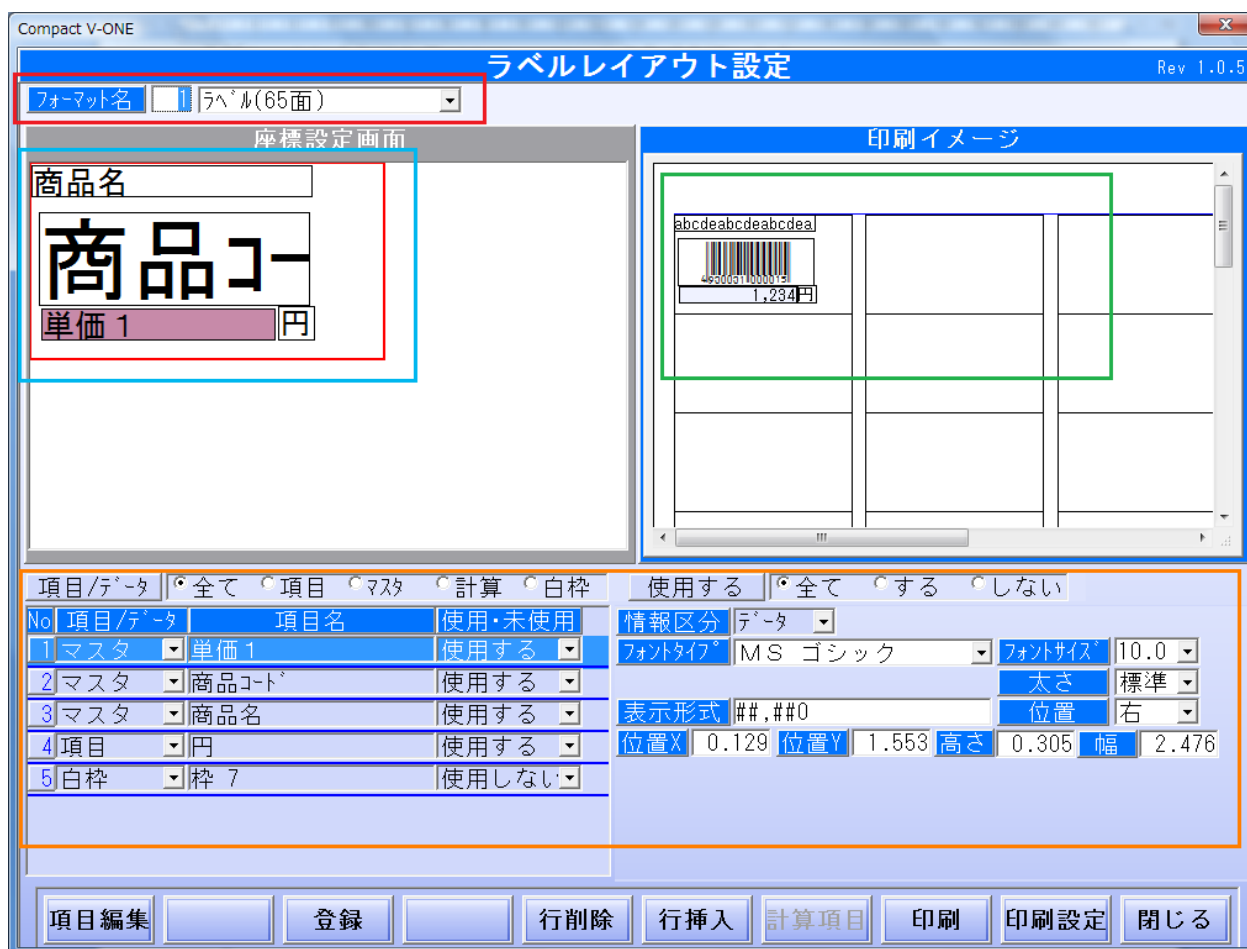 Compact V-ONE
ラベルレイアウト設定
Rev 1.0.5
フォーマット名 1 ﾗﾍﾞﾙ(65面)
座標設定画面
商品名
商品ｺｰ
単価1 円
印刷イメージ
abcdeabcdeabcdea
1,234円
項目/ﾃﾞｰﾀ 全て 項目 ﾏｽﾀ 計算 白枠
No 項目/ﾃﾞｰﾀ 項目名 使用・未使用
1 マスタ 単価1 使用する
2 マスタ 商品ｺｰﾄﾞ 使用する
3 マスタ 商品名 使用する
4 項目 円 使用する
5 白枠 枠 7 使用しない
使用する 全て する しない
情報区分 ﾃﾞｰﾀ
ﾌｫﾝﾄﾀｲﾌﾟ ＭＳ ゴシック ﾌｫﾝﾄｻｲｽﾞ 10.0
太さ 標準
表示形式 ##,##0 位置 右
位置X 0.129 位置Y 1.553 高さ 0.305 幅 2.476
項目編集 登録 行削除 行挿入 計算項目 印刷 印刷設定 閉じる